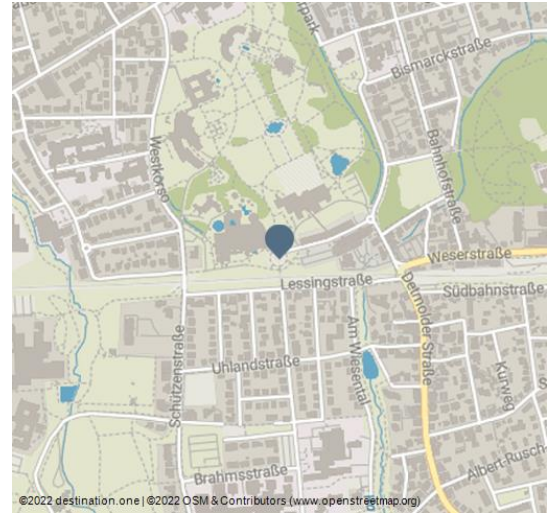 Bismarckstraße
Bahnhofstraße
Westkorso
Weserstraße
Lessingstraße
Südbahnstraße
Detmolder Straße
Schützenstraße
Am Wiesental
Uhlandstraße
Kurweg
Brahmsstraße
©2022 destination.one | ©2022 OSM & Contributors (www.openstreetmap.org)